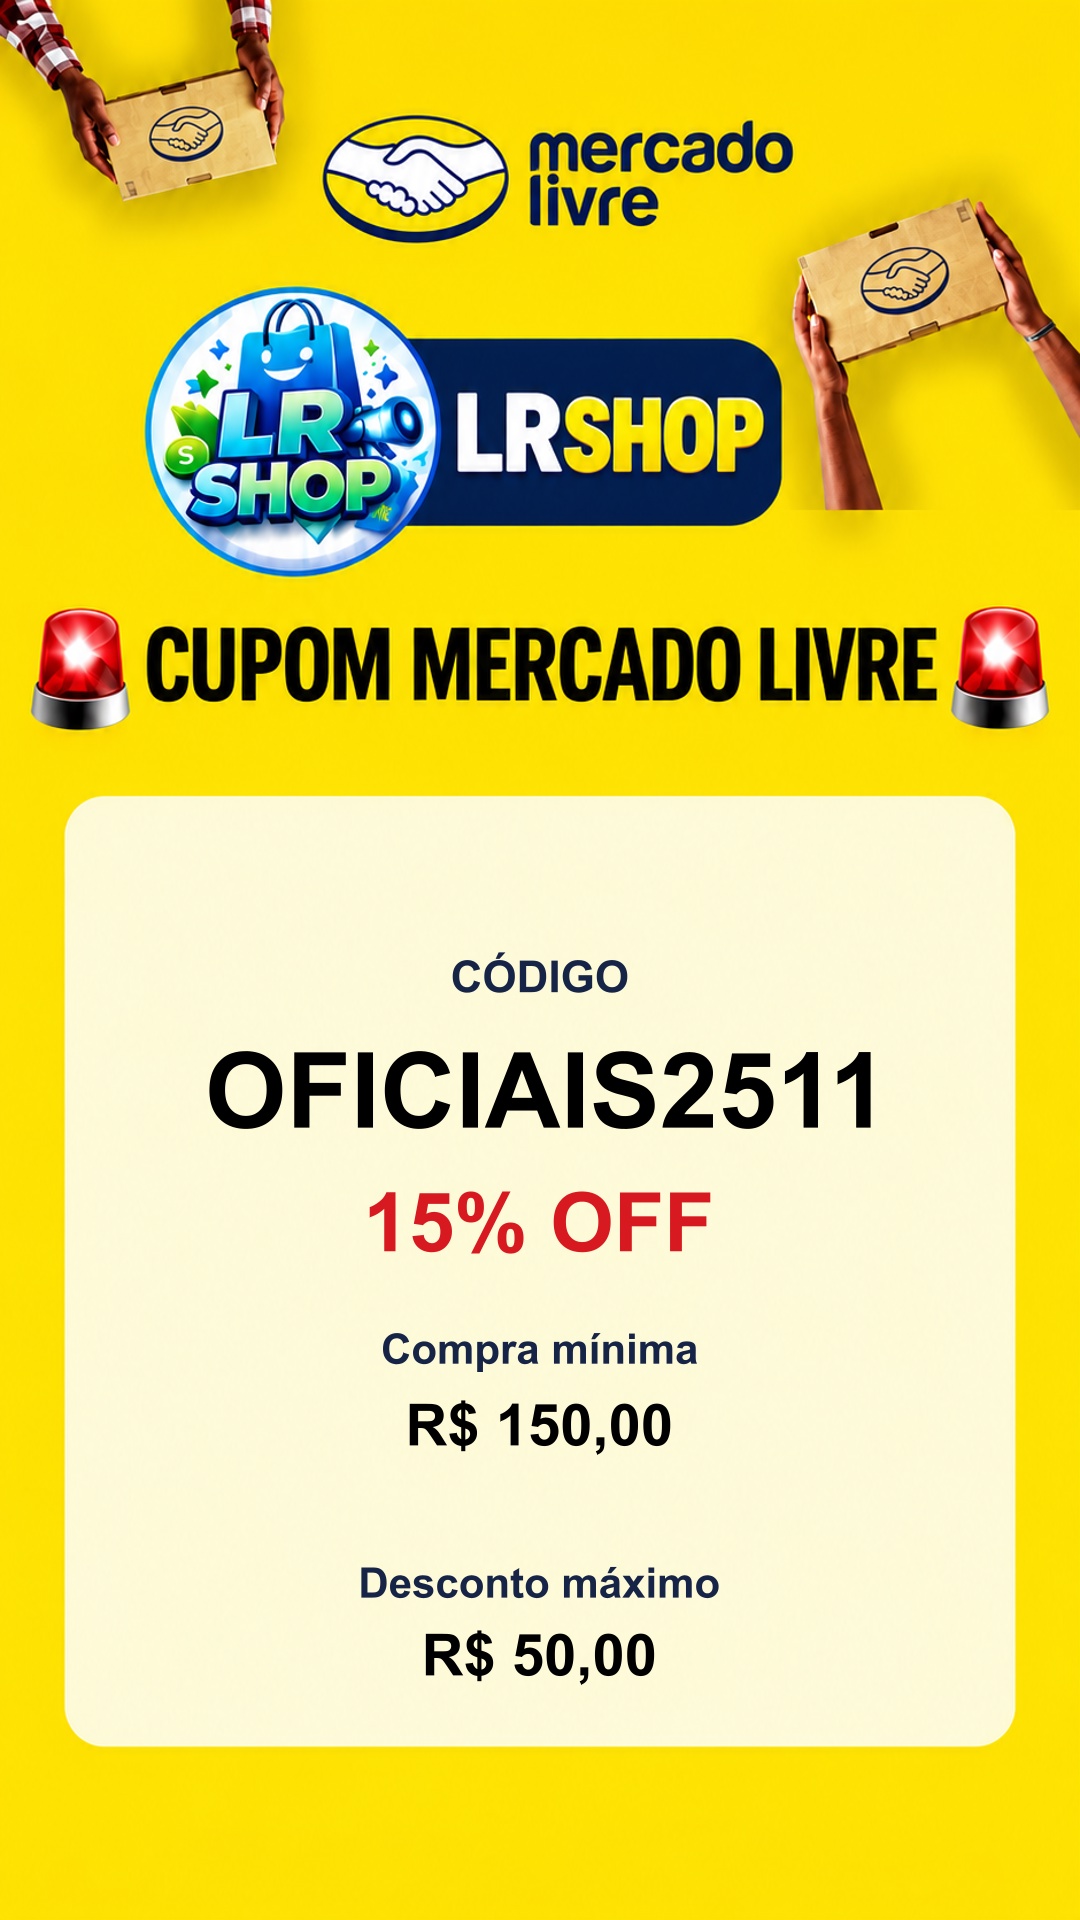 mercado
livre
LR
SHOP
S
LRSHOP
CUPOM MERCADO LIVRE
CÓDIGO
OFICIAIS2511
15% OFF
Compra mínima
R$ 150,00
Desconto máximo
R$ 50,00